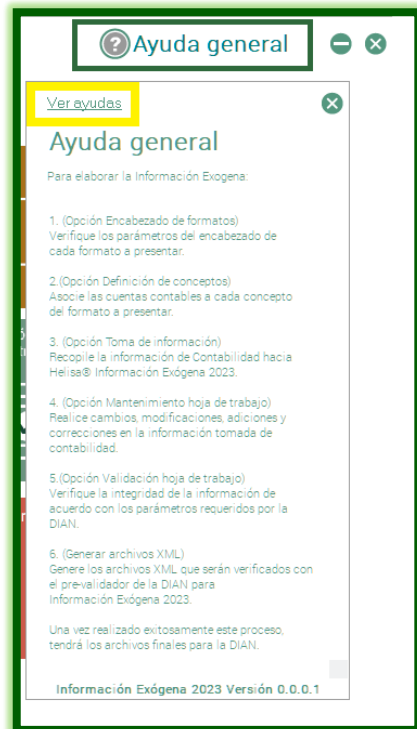 Ayuda general
Ver ayudas
Ayuda general
Para elaborar la Información Exogena:
1. (Opción Encabezado de formatos)
Verifique los parámetros del encabezado de
cada formato a presentar.
2.(Opción Definición de conceptos)
Asocie las cuentas contables a cada concepto
del formato a presentar.
3. (Opción Toma de información)
Recopile la información de Contabilidad hacia
Helisa® Información Exógena 2023.
4. (Opción Mantenimiento hoja de trabajo)
Realice cambios, modificaciones, adiciones y
correcciones en la información tomada de
contabilidad.
5.(Opción Validación hoja de trabajo)
Verifique la integridad de la información de
acuerdo con los parámetros requeridos por la
DIAN.
6. (Generar archivos XML)
Genere los archivos XML que serán verificados con
el pre-validador de la DIAN para
Información Exógena 2023.
Una vez realizado exitosamente este proceso,
tendrá los archivos finales para la DIAN.
Información Exógena 2023 Versión 0.0.0.1